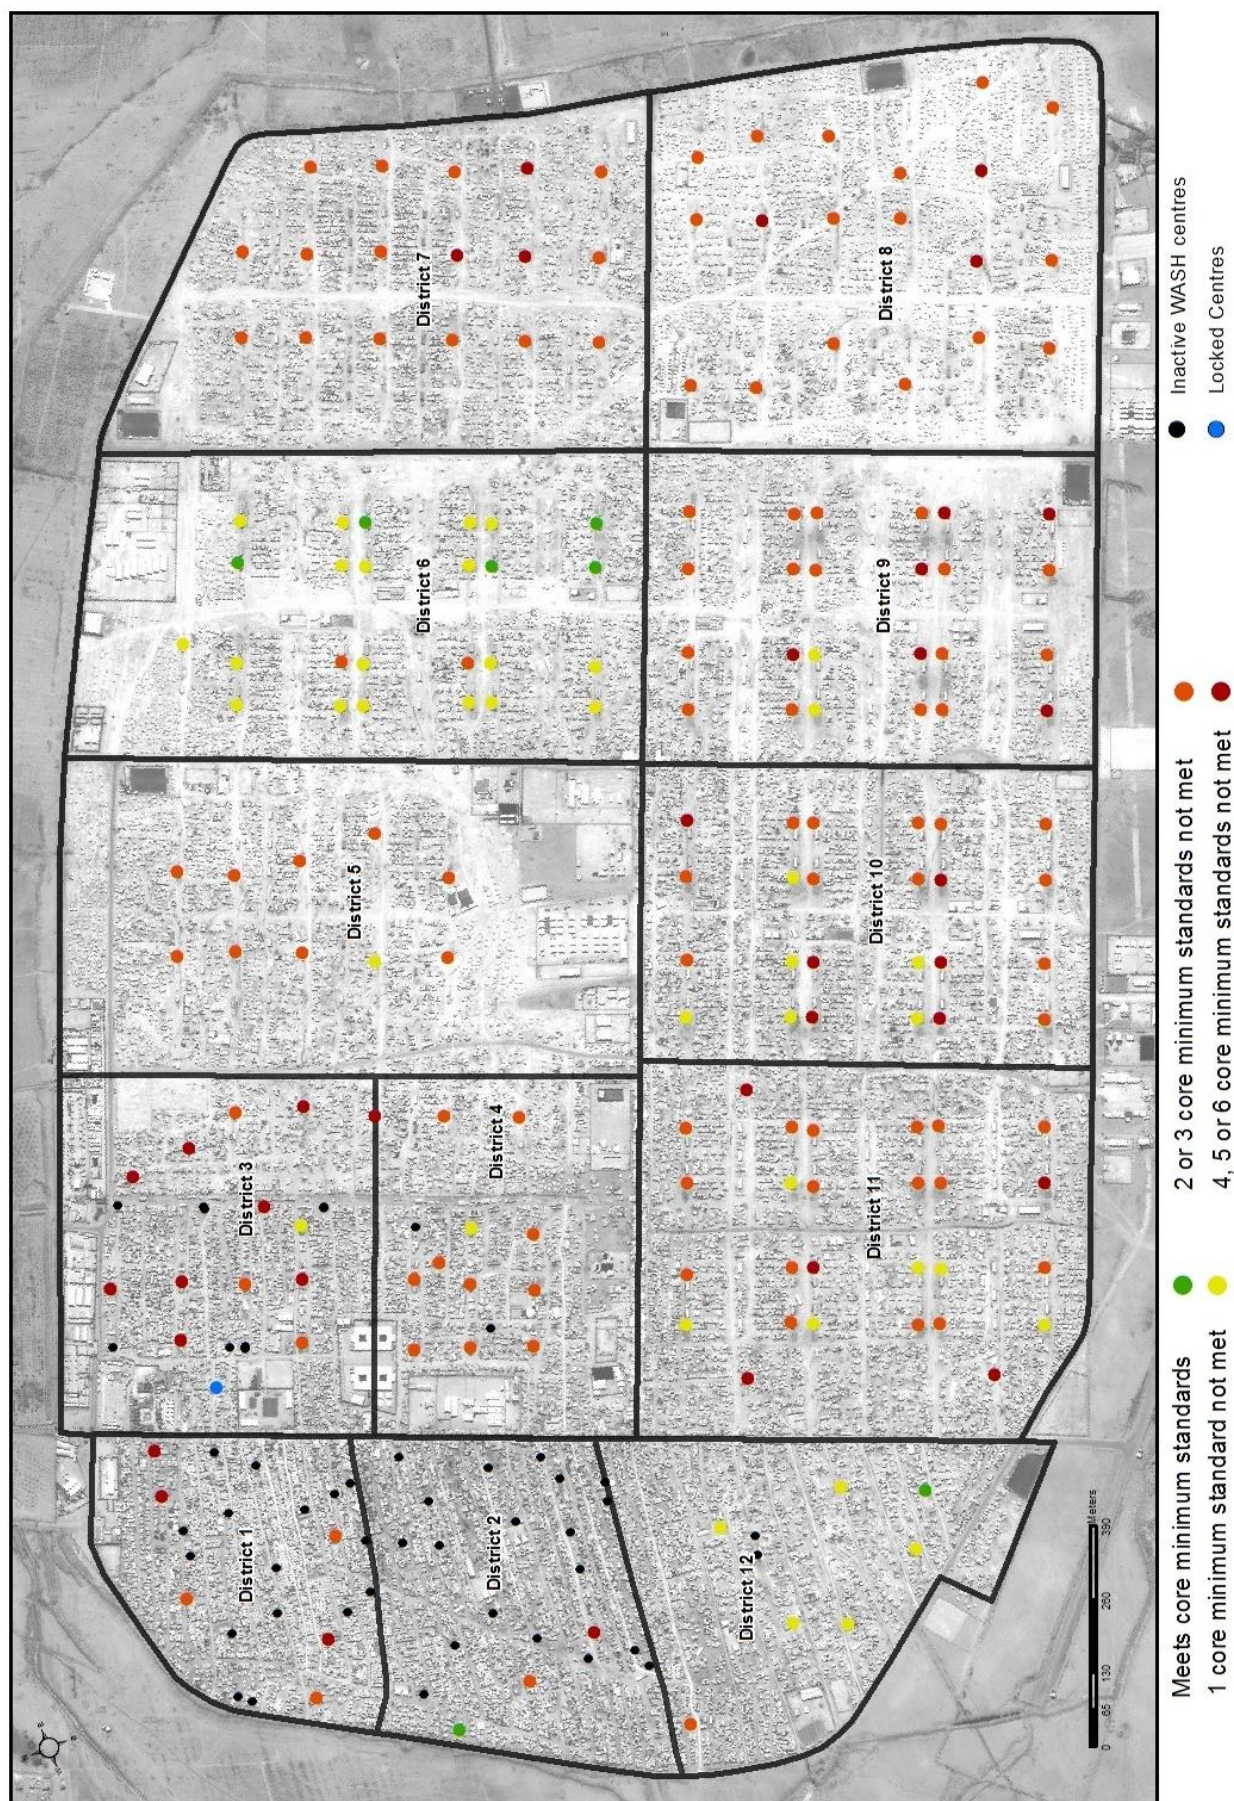 District 1
District 2
District 12
District 3
District 4
District 11
District 5
District 10
District 6
District 9
District 7
District 8
0 65 130 260 390
Meters
Meets core minimum standards
1 core minimum standard not met
2 or 3 core minimum standards not met
4, 5 or 6 core minimum standards not met
Inactive WASH centres
Locked Centres